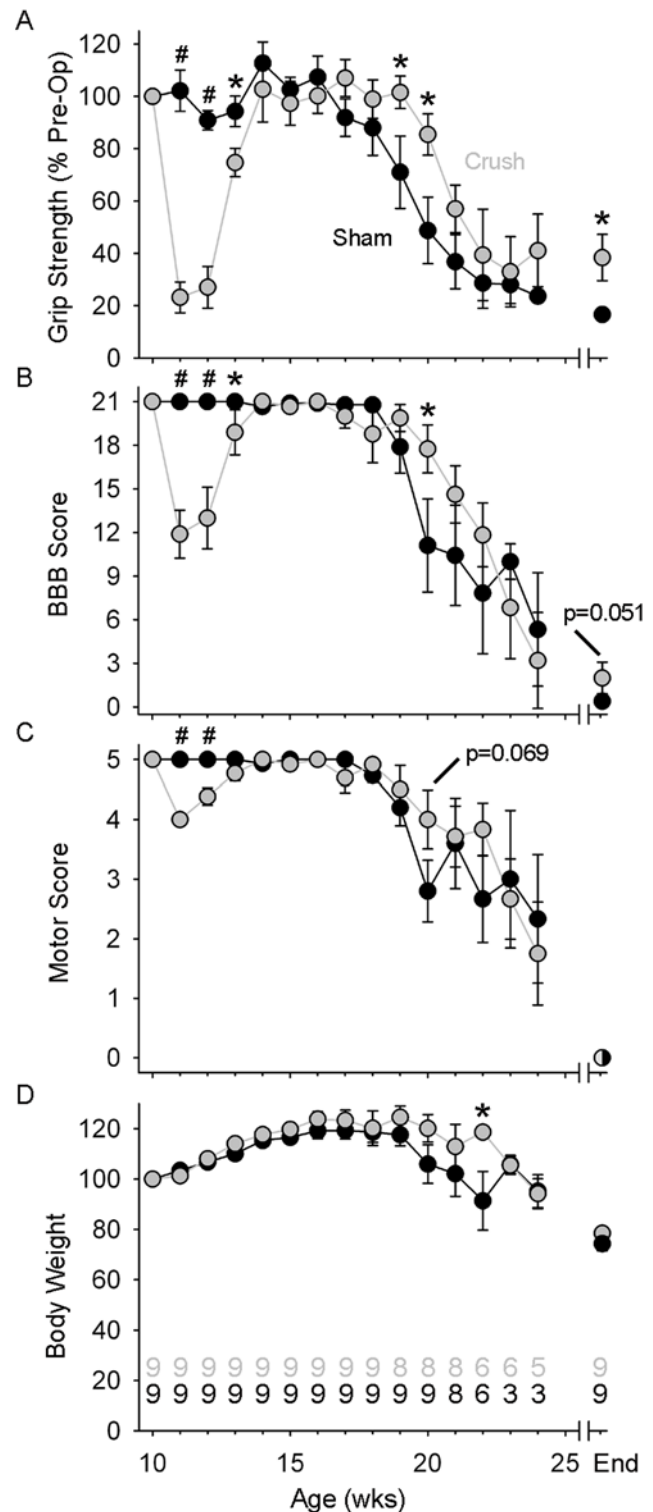 A
Grip Strength (% Pre-Op)
120
100
80
60
40
20
0
# # * * * *
Crush
Sham
B
BBB Score
21
18
15
12
9
6
3
0
# # * *
p=0.051
C
Motor Score
5
4
3
2
1
0
# #
p=0.069
D
Body Weight
120
100
80
60
40
20
0
*
9 9 9 9 9 9 9 9 9 8 8 8 6 6 5 9
9 9 9 9 9 9 9 9 9 9 9 8 6 3 3 9
10 15 20 25 End
Age (wks)